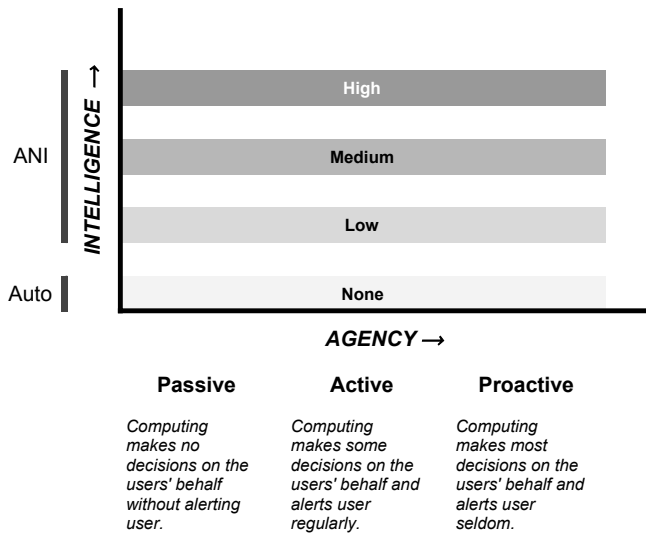 INTELLIGENCE →
ANI
High
Medium
Low
Auto
None
AGENCY →
Passive
Computing
makes no
decisions on the
users' behalf
without alerting
user.
Active
Computing
makes some
decisions on the
users' behalf and
alerts user
regularly.
Proactive
Computing
makes most
decisions on the
users' behalf and
alerts user
seldom.